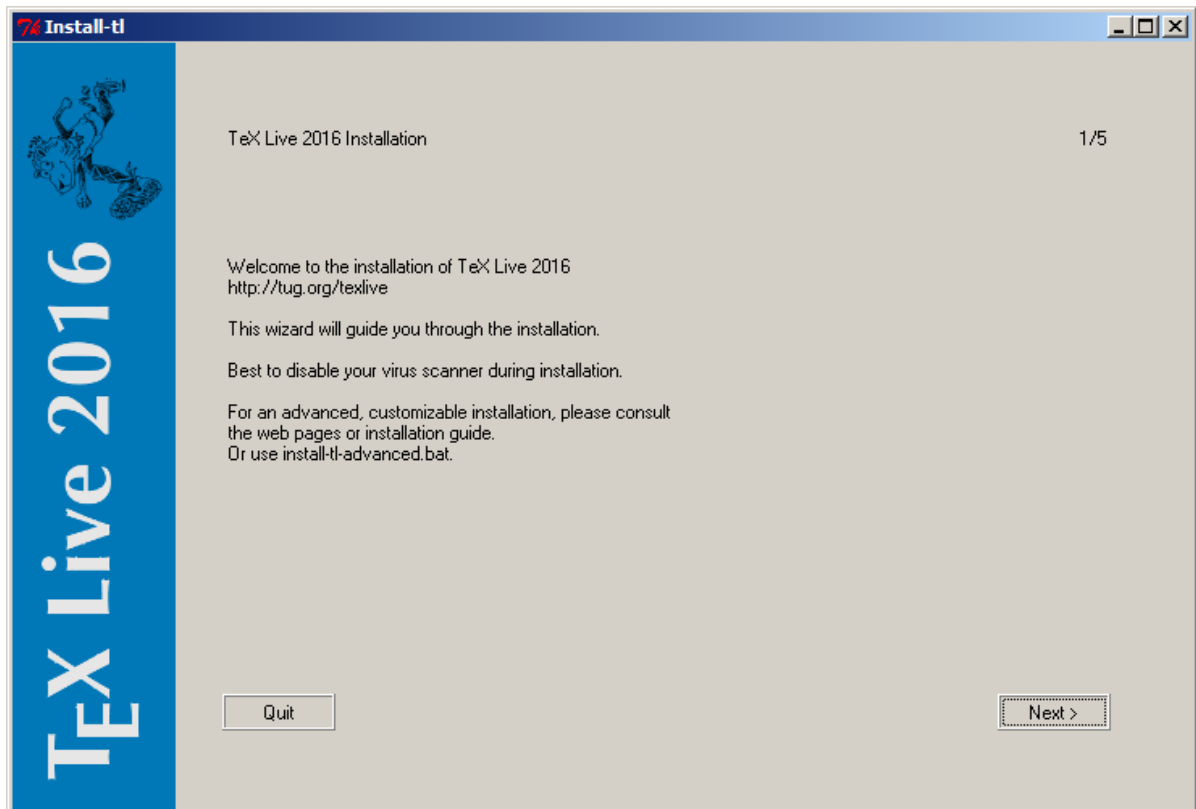 Install-tl
TeX Live 2016
TeX Live 2016 Installation 1/5
Welcome to the installation of TeX Live 2016
http://tug.org/texlive
This wizard will guide you through the installation.
Best to disable your virus scanner during installation.
For an advanced, customizable installation, please consult
the web pages or installation guide.
Or use install-tl-advanced.bat.
Quit
Next >